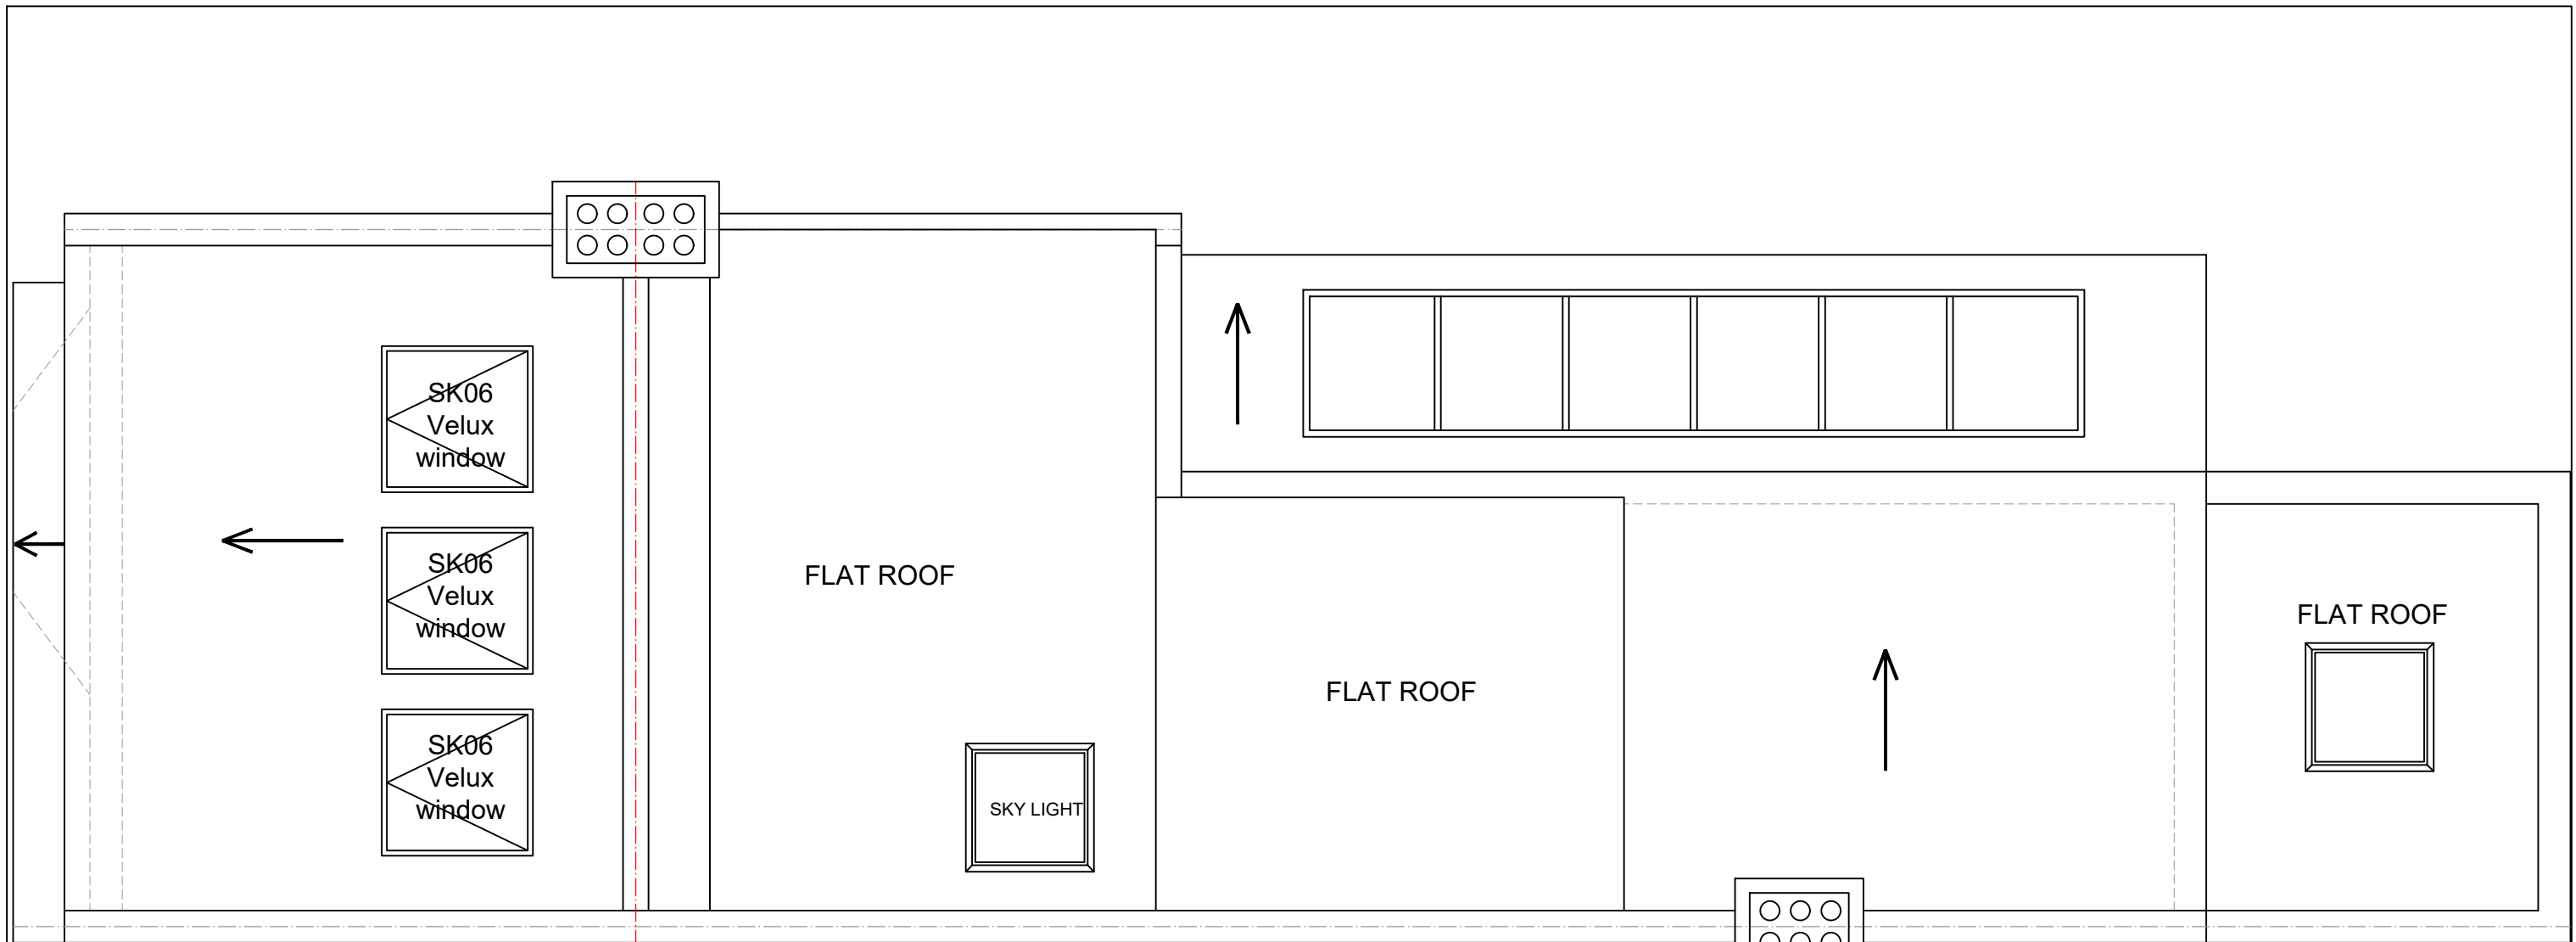 SK06
Velux
window
SK06
Velux
window
SK06
Velux
window
FLAT ROOF
SKY LIGHT
FLAT ROOF
FLAT ROOF